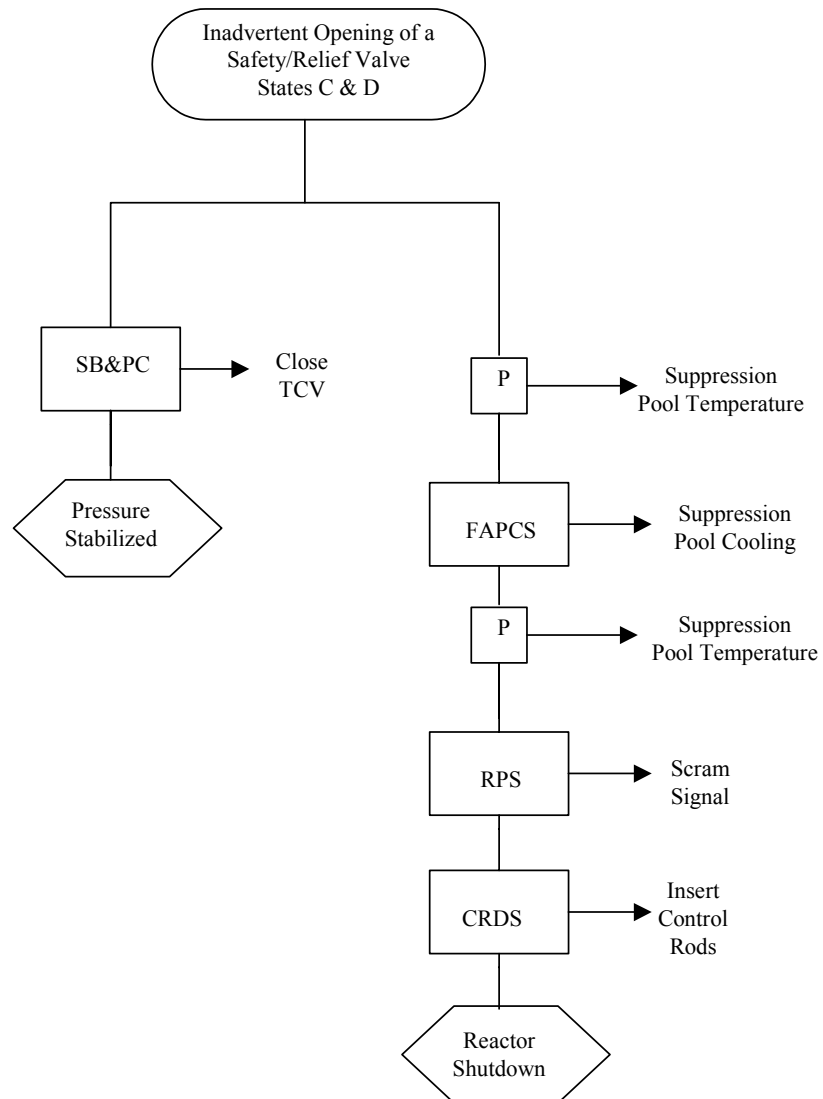 Inadvertent Opening of a
Safety/Relief Valve
States C & D
SB&PC
Close
TCV
Pressure
Stabilized
P
Suppression
Pool Temperature
FAPCS
Suppression
Pool Cooling
P
Suppression
Pool Temperature
RPS
Scram
Signal
CRDS
Insert
Control
Rods
Reactor
Shutdown